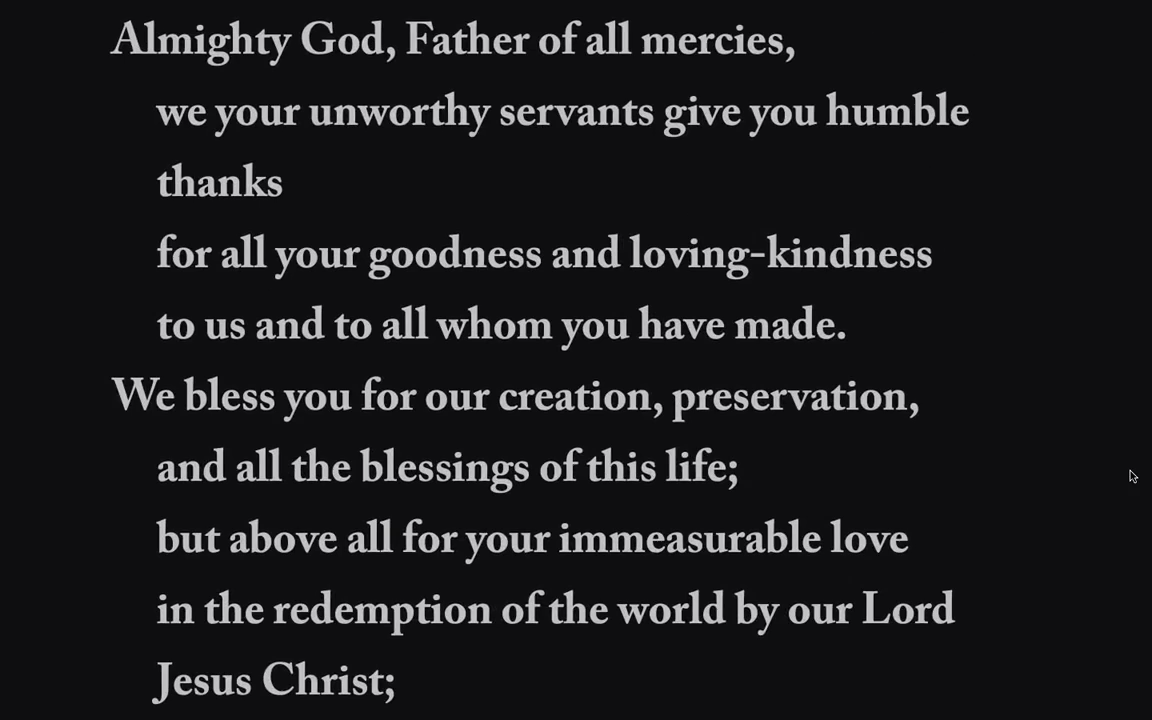 Almighty God, Father of all mercies,
we your unworthy servants give you humble
thanks
for all your goodness and loving-kindness
to us and to all whom you have made.
We bless you for our creation, preservation,
and all the blessings of this life;
but above all for your immeasurable love
in the redemption of the world by our Lord
Jesus Christ;